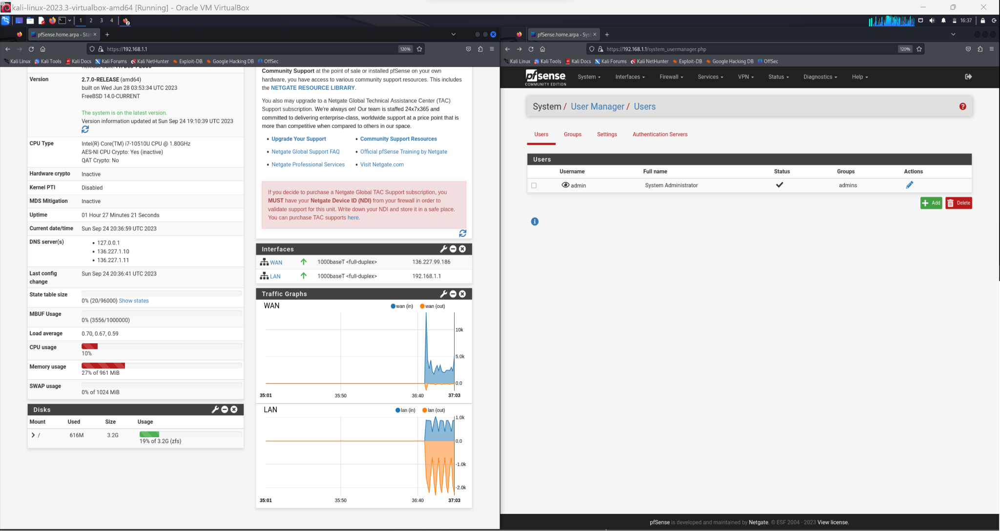 kali-linux-2023.3-virtualbox-amd64 [Running] - Oracle VM VirtualBox
1 2 3 4
16:37
pfSense.home.arpa - Stat
https://192.168.1.1
120%
Kali Linux Kali Tools Kali Docs Kali Forums Kali NetHunter Exploit-DB Google Hacking DB OffSec
Version
2.7.0-RELEASE (amd64)
built on Wed Jun 28 03:53:34 UTC 2023
FreeBSD 14.0-CURRENT
The system is on the latest version.
Version information updated at Sun Sep 24 19:10:39 UTC 2023
CPU Type
Intel(R) Core(TM) i7-10510U CPU @ 1.80GHz
AES-NI CPU Crypto: Yes (inactive)
QAT Crypto: No
Hardware crypto Inactive
Kernel PTI Disabled
MDS Mitigation Inactive
Uptime 01 Hour 27 Minutes 21 Seconds
Current date/time Sun Sep 24 20:36:59 UTC 2023
DNS server(s)
127.0.0.1
136.227.1.10
136.227.1.11
Last config change Sun Sep 24 20:36:41 UTC 2023
State table size
0% (20/96000) Show states
MBUF Usage
0% (3556/1000000)
Load average 0.70, 0.67, 0.59
CPU usage
10%
Memory usage
27% of 961 MiB
SWAP usage
0% of 1024 MiB
Disks
Mount Used Size Usage
/ 616M 3.2G
19% of 3.2G (zfs)
Community Support at the point of sale or installed pfSense on your own
hardware, you have access to various community support resources. This includes
the NETGATE RESOURCE LIBRARY.
You also may upgrade to a Netgate Global Technical Assistance Center (TAC)
Support subscription. We're always on! Our team is staffed 24x7x365 and
committed to delivering enterprise-class, worldwide support at a price point that is
more than competitive when compared to others in our space.
Upgrade Your Support
Community Support Resources
Netgate Global Support FAQ
Official pfSense Training by Netgate
Netgate Professional Services
Visit Netgate.com
If you decide to purchase a Netgate Global TAC Support subscription, you
MUST have your Netgate Device ID (NDI) from your firewall in order to
validate support for this unit. Write down your NDI and store it in a safe place.
You can purchase TAC supports here.
Interfaces
WAN 1000baseT <full-duplex> 136.227.99.186
LAN 1000baseT <full-duplex> 192.168.1.1
Traffic Graphs
WAN wan (in) wan (out)
10k
5.0k
0.0
35:01 35:50 36:40 37:03
LAN lan (in) lan (out)
1.0k
0.0
-1.0k
-2.0k
35:01 35:50 36:40 37:03
pfSense.home.arpa - Syst
https://192.168.1.1/system_usermanager.php
120%
Kali Linux Kali Tools Kali Docs Kali Forums Kali NetHunter Exploit-DB Google Hacking DB OffSec
pfsense
COMMUNITY EDITION
System Interfaces Firewall Services VPN Status Diagnostics Help
System / User Manager / Users
Users Groups Settings Authentication Servers
Users
Username Full name Status Groups Actions
admin System Administrator admins
Add Delete
pfSense is developed and maintained by Netgate. © ESF 2004 - 2023 View license.